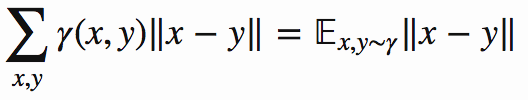 ∑_{x,y} γ(x, y)‖x − y‖ = 𝔼_{x,y∼γ}‖x − y‖